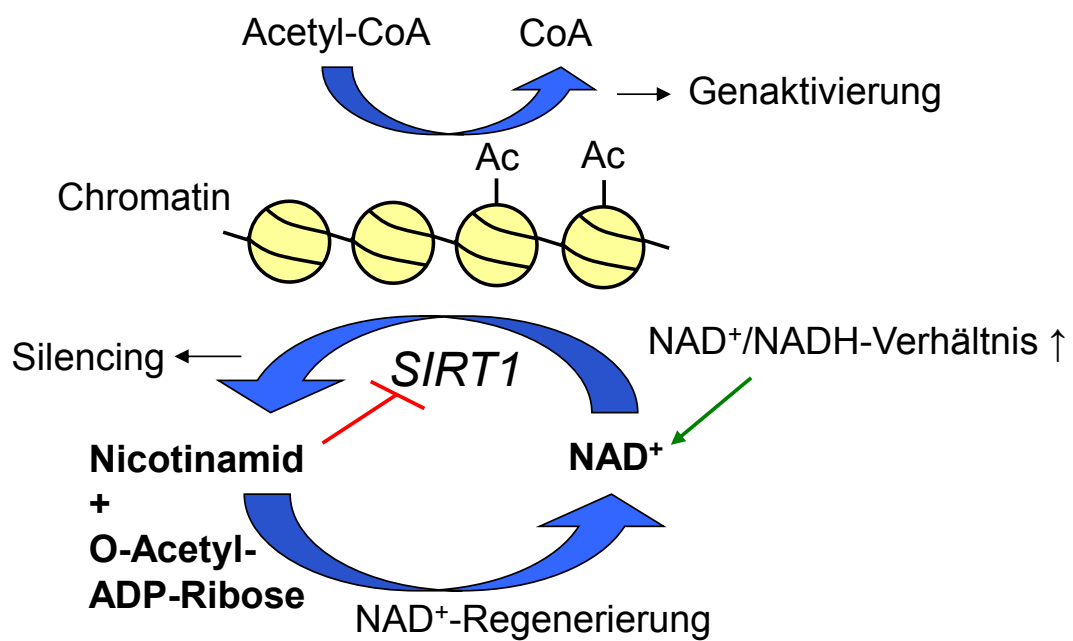 Acetyl-CoA
CoA
Genaktivierung
Ac
Ac
Chromatin
NAD⁺/NADH-Verhältnis ↑
Silencing
SIRT1
Nicotinamid
+
O-Acetyl-
ADP-Ribose
NAD⁺
NAD⁺-Regenerierung